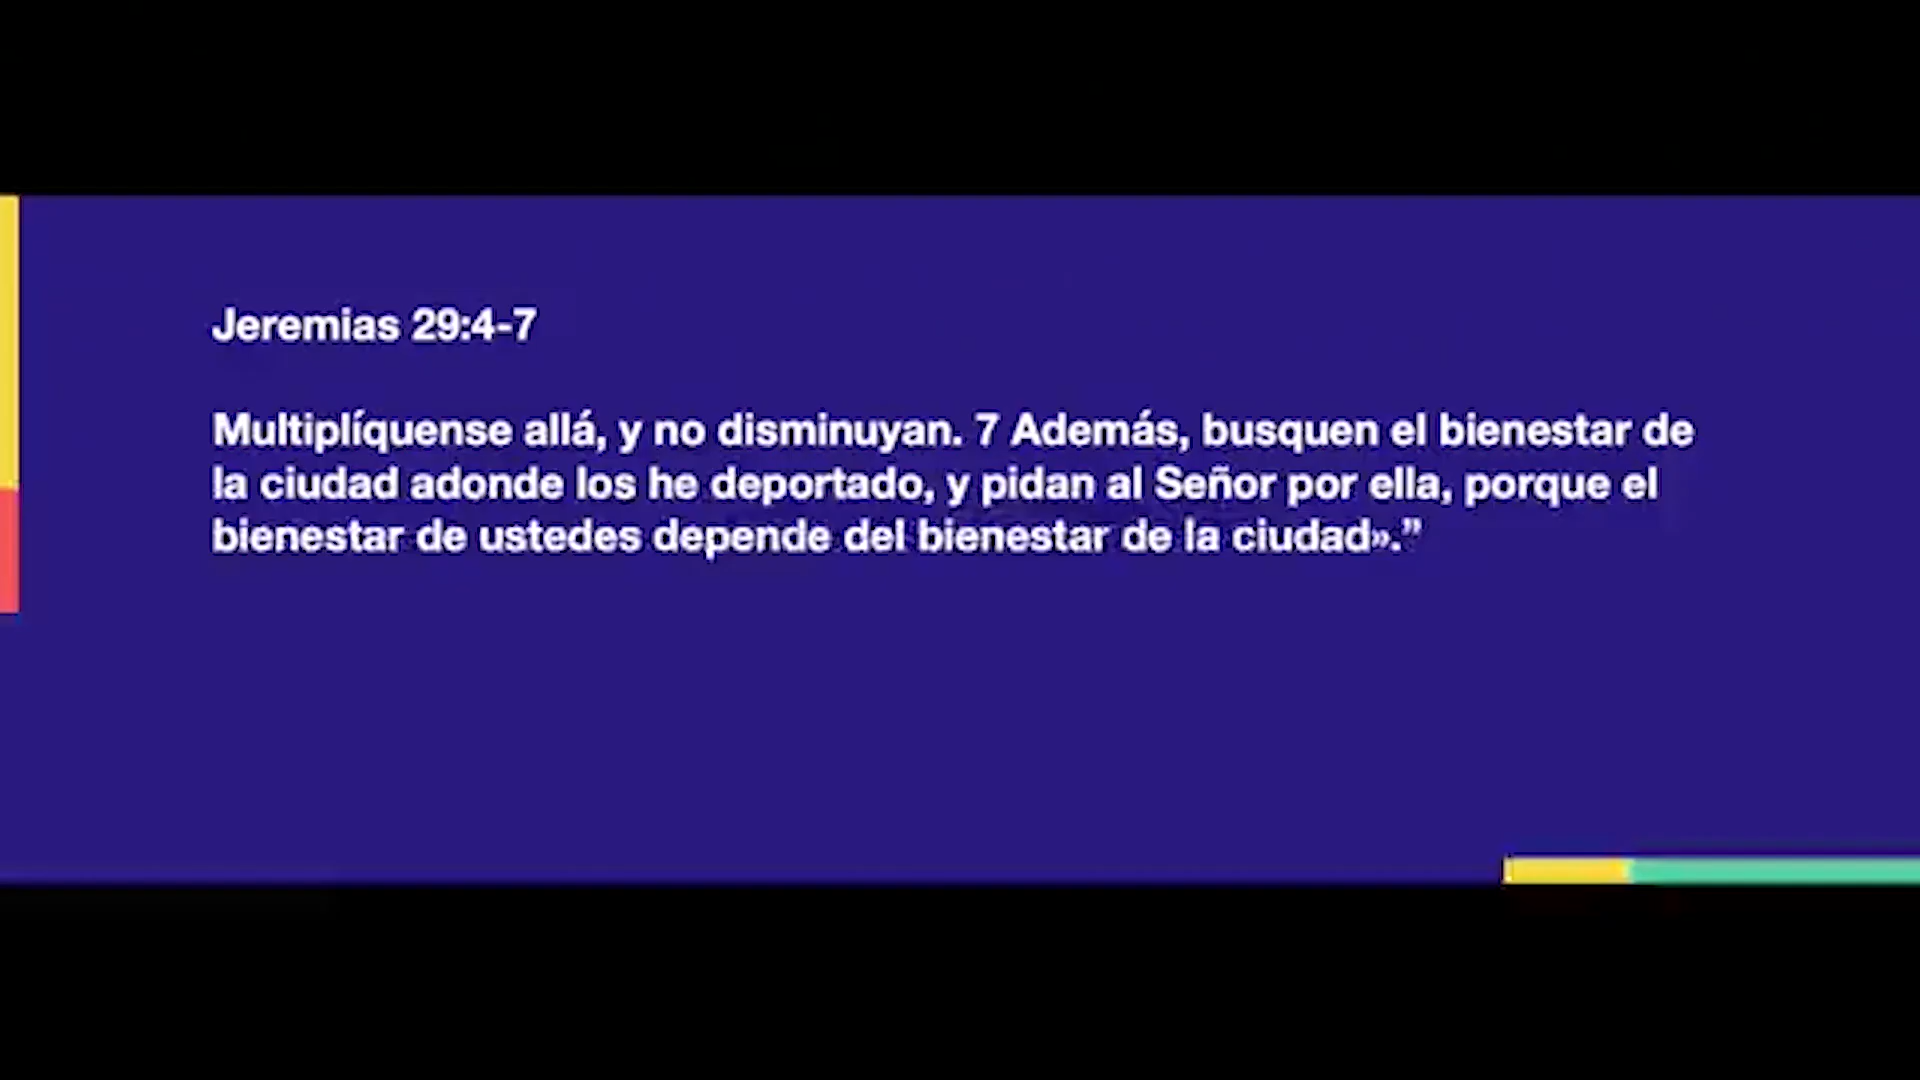 Jeremias 29:4-7
Multiplíquense allá, y no disminuyan. 7 Además, busquen el bienestar de
la ciudad adonde los he deportado, y pidan al Señor por ella, porque el
bienestar de ustedes depende del bienestar de la ciudad».”